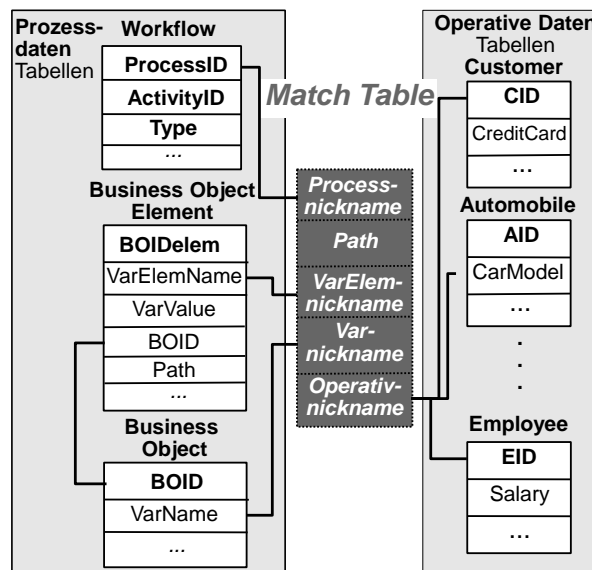 Prozess-
daten
Tabellen
Workflow
ProcessID
ActivityID
Type
...
Business Object
Element
BOIDelem
VarElemName
VarValue
BOID
Path
...
Business
Object
BOID
VarName
...
Match Table
Process-
nickname
Path
VarElem-
nickname
Var-
nickname
Operativ-
nickname
Operative Daten
Tabellen
Customer
CID
CreditCard
...
Automobile
AID
CarModel
...
.
.
.
Employee
EID
Salary
...